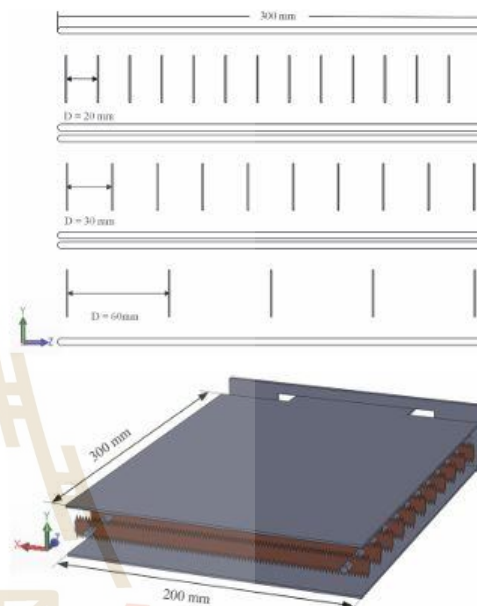 300 mm
D = 20 mm
D = 30 mm
D = 60mm
Y
Z
300 mm
Y
X
Z
200 mm